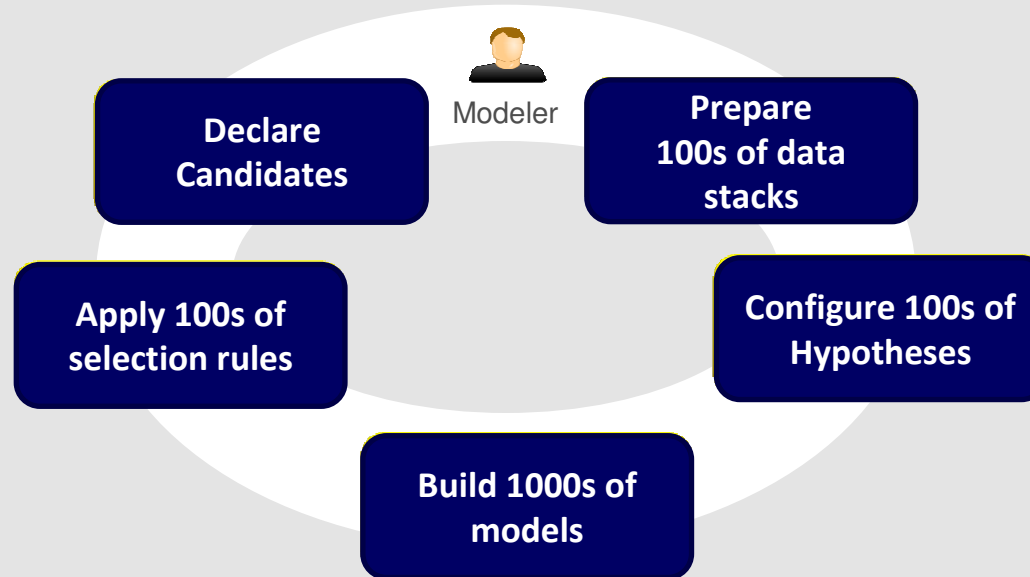 Modeler
Prepare
100s of data
stacks
Configure 100s of
Hypotheses
Build 1000s of
models
Apply 100s of
selection rules
Declare
Candidates